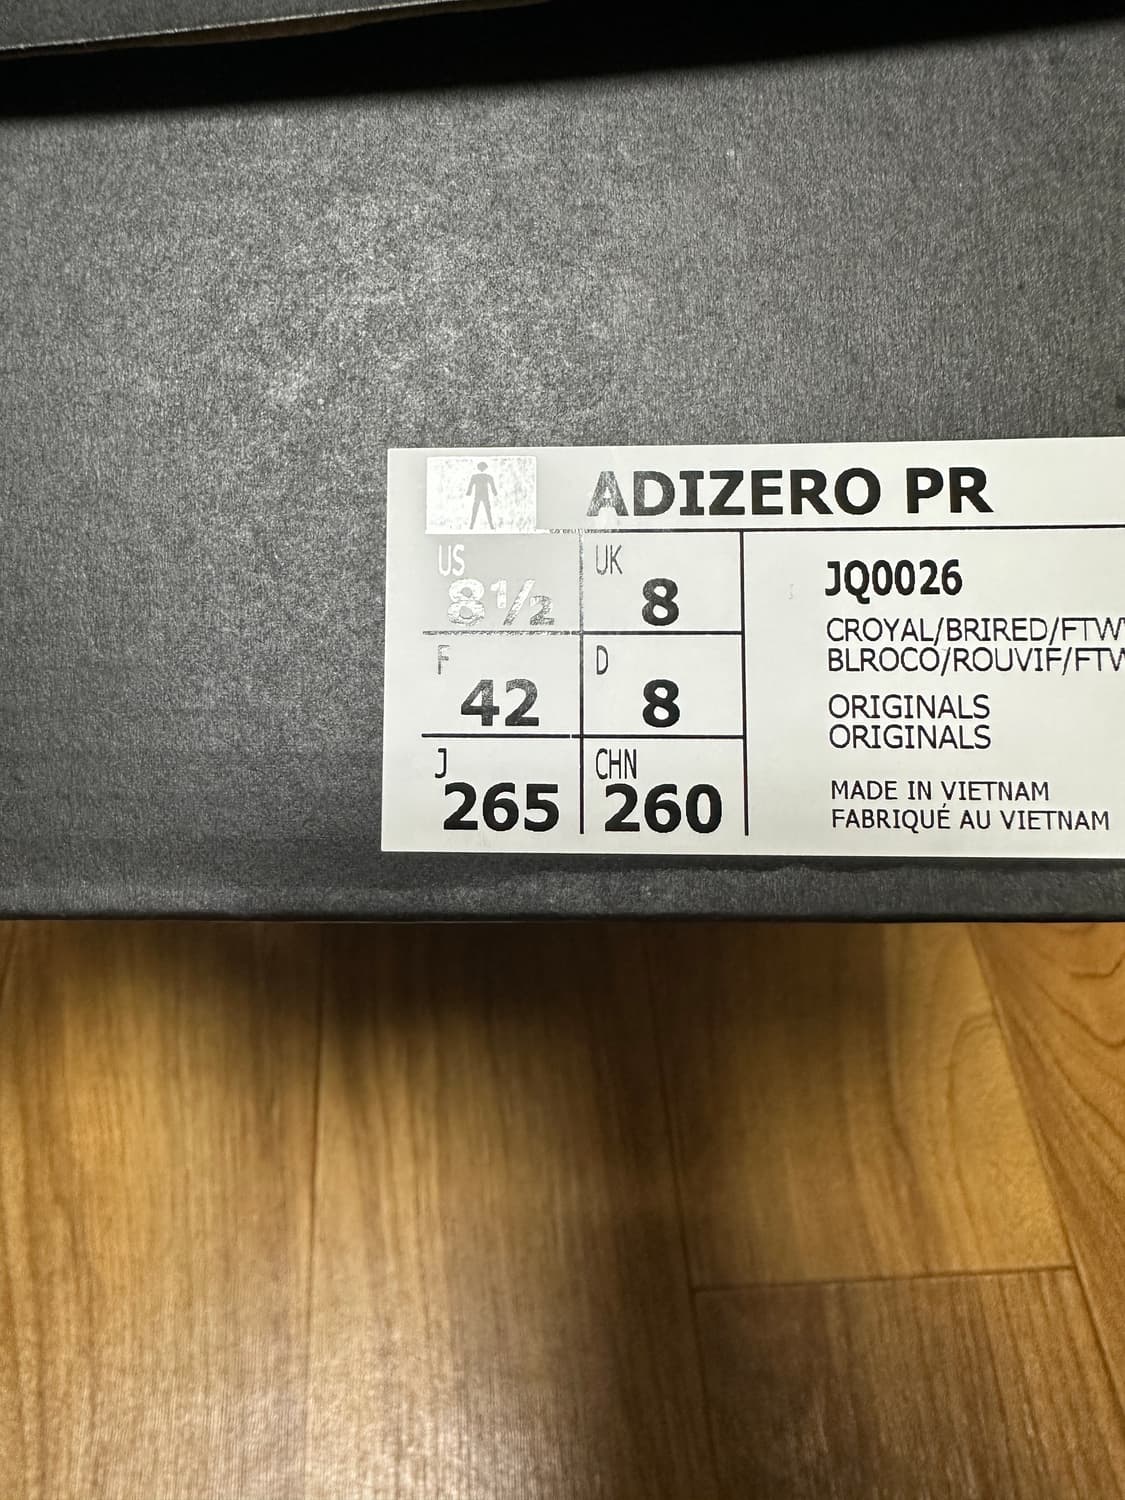 ADIZERO PR
US 8½ UK 8
F 42 D 8
J 265 CHN 260
JQ0026
CROYAL/BRIRED/FTW
BLROCO/ROUVIF/FTW
ORIGINALS
ORIGINALS
MADE IN VIETNAM
FABRIQUÉ AU VIETNAM